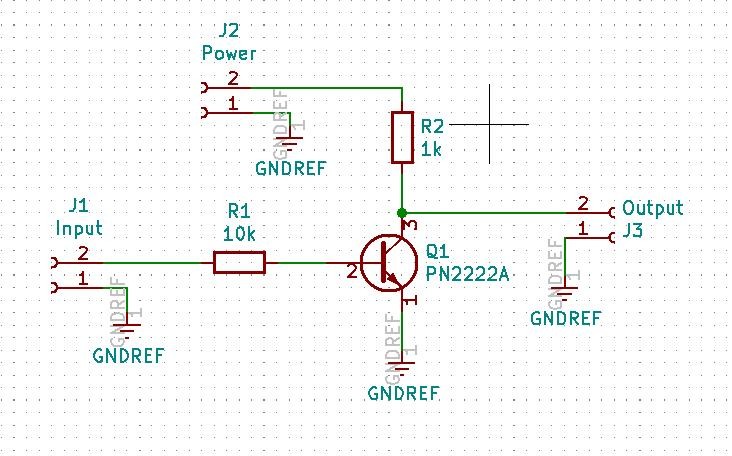 J2
Power
2
1
GNDREF
1
GNDREF
R2
1k
J1
Input
2
1
GNDREF
1
GNDREF
R1
10k
2
3
Q1
PN2222A
1
GNDREF
1
GNDREF
2
Output
1
J3
GNDREF
1
GNDREF